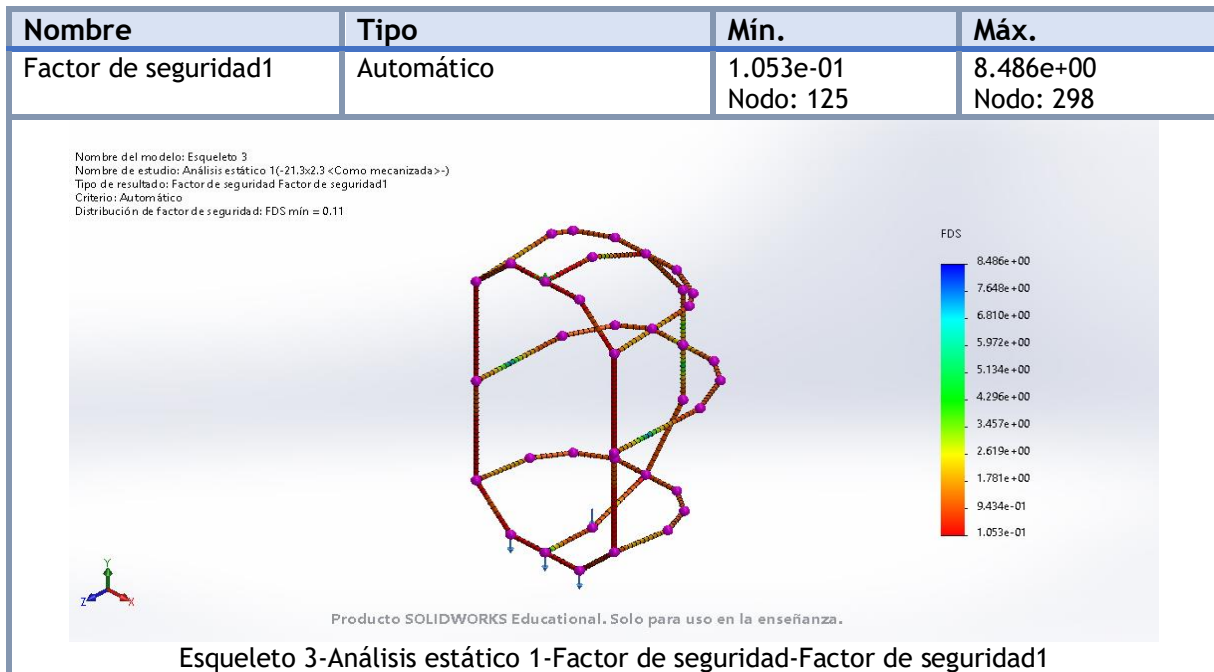 Nombre Tipo Mín. Máx.
Factor de seguridad1 Automático 1.053e-01 8.486e+00
Nodo: 125 Nodo: 298
Nombre del modelo: Esqueleto 3
Nombre de estudio: Análisis estático 1(-21.3x2.3 <Como mecanizada>-)
Tipo de resultado: Factor de seguridad Factor de seguridad1
Criterio: Automático
Distribución de factor de seguridad: FDS mín = 0.11
FDS
8.486e+00
7.648e+00
6.810e+00
5.972e+00
5.134e+00
4.296e+00
3.457e+00
2.619e+00
1.781e+00
9.434e-01
1.053e-01
Y
Z
X
Producto SOLIDWORKS Educational. Solo para uso en la enseñanza.
Esqueleto 3-Análisis estático 1-Factor de seguridad-Factor de seguridad1